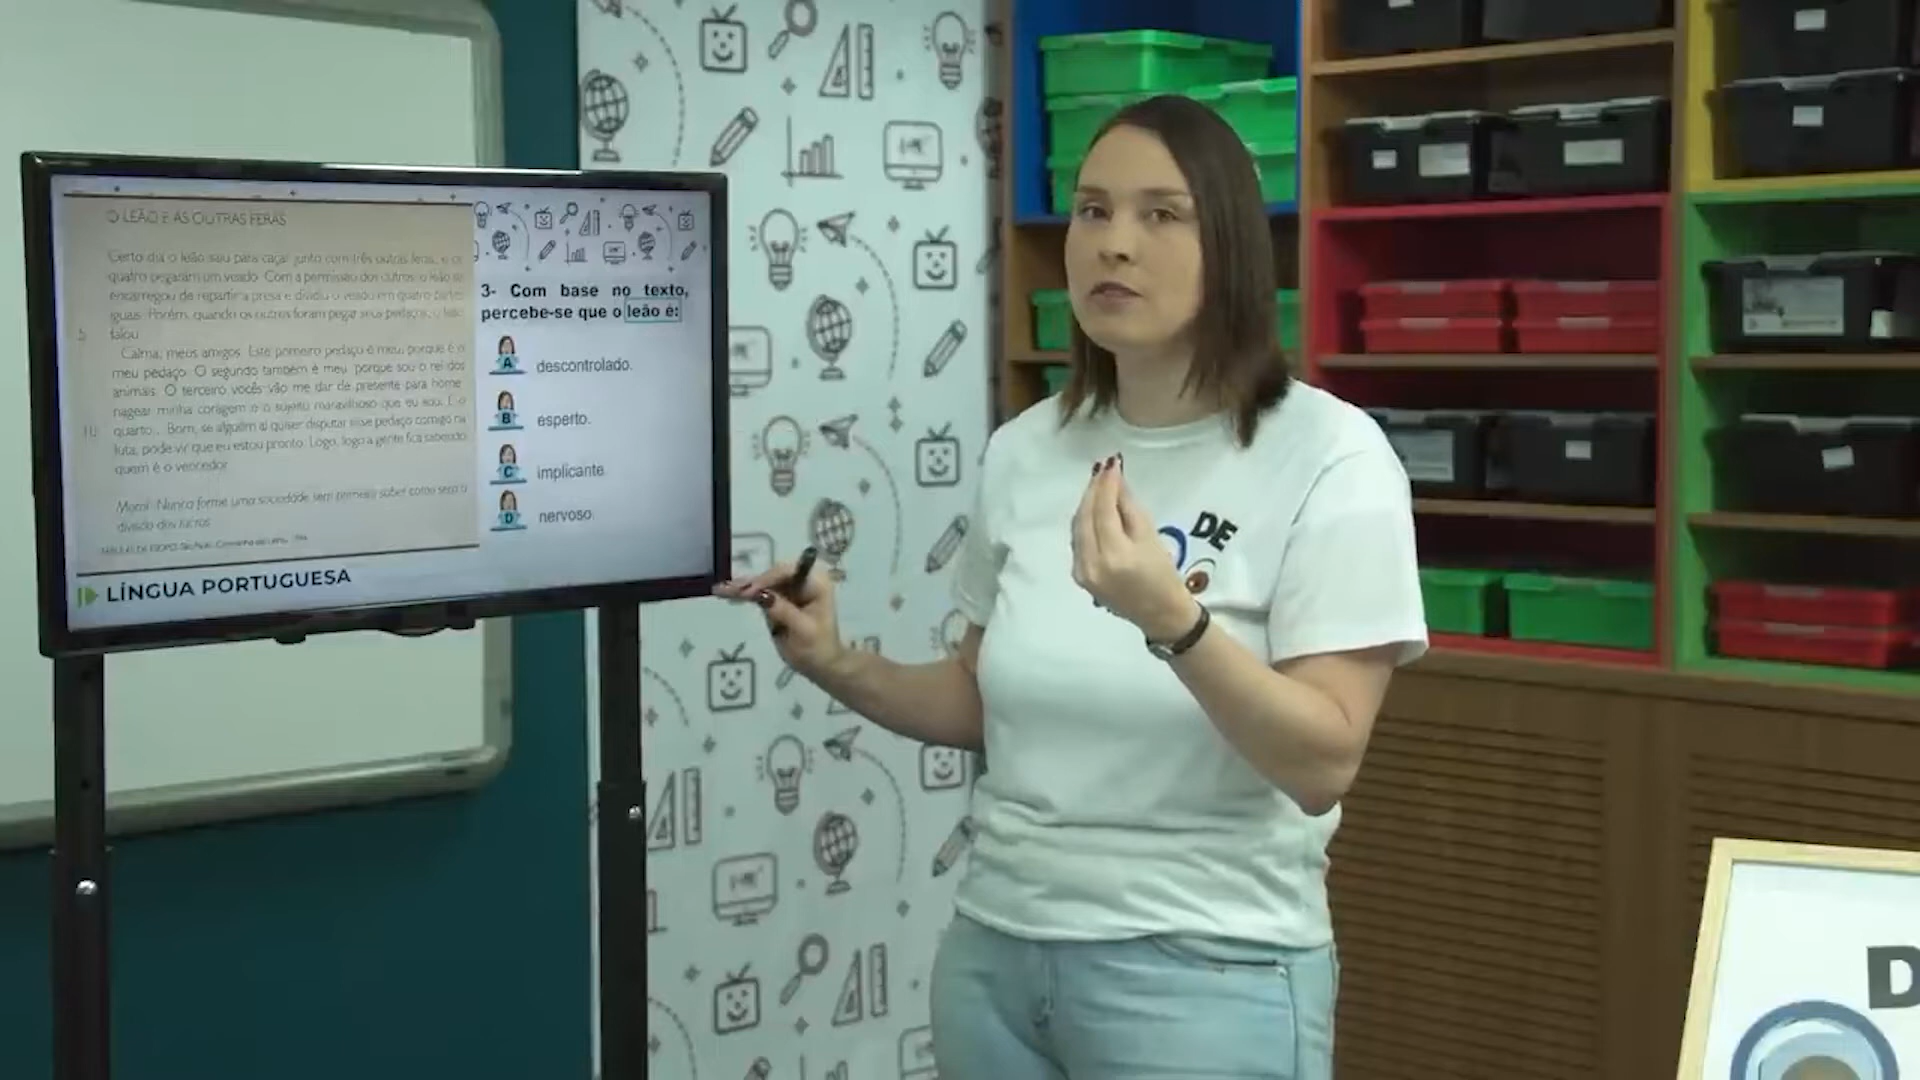 O LEÃO E AS OUTRAS FERAS
Certo dia o leão saiu para caçar junto com três outras feras, e os
quatro pegaram um veado. Com a permissão dos outros, o leão se
encarregou de repartir a presa e dividiu o veado em quatro partes
iguais. Porém, quando os outros foram pegar seus pedaços, o leão
5
falou:
Calma, meus amigos. Este primeiro pedaço é meu, porque é o
meu pedaço. O segundo também é meu, porque sou o rei dos
animais. O terceiro vocês vão me dar de presente para home-
nagear minha coragem e o sujeito maravilhoso que eu sou. E o
10
quarto... Bom, se alguém aí quiser disputar esse pedaço comigo na
luta, pode vir que eu estou pronto. Logo, logo a gente fica sabendo
quem é o vencedor.
Moral: Nunca forme uma sociedade sem primeiro saber como será a
divisão dos lucros.
LÍNGUA PORTUGUESA
3- Com base no texto,
percebe-se que o leão é:
A descontrolado.
B esperto.
C implicante.
D nervoso.
DE
D